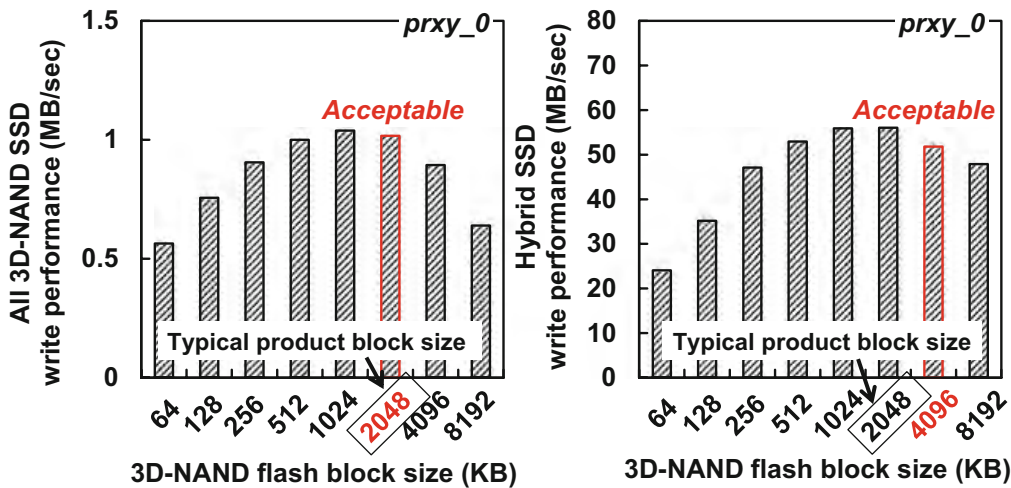 All 3D-NAND SSD
write performance (MB/sec)
1.5
1
0.5
0
prxy_0
Acceptable
Typical product block size
64
128
256
512
1024
2048
4096
8192
3D-NAND flash block size (KB)
Hybrid SSD
write performance (MB/sec)
80
70
60
50
40
30
20
10
0
prxy_0
Acceptable
Typical product block size
64
128
256
512
1024
2048
4096
8192
3D-NAND flash block size (KB)